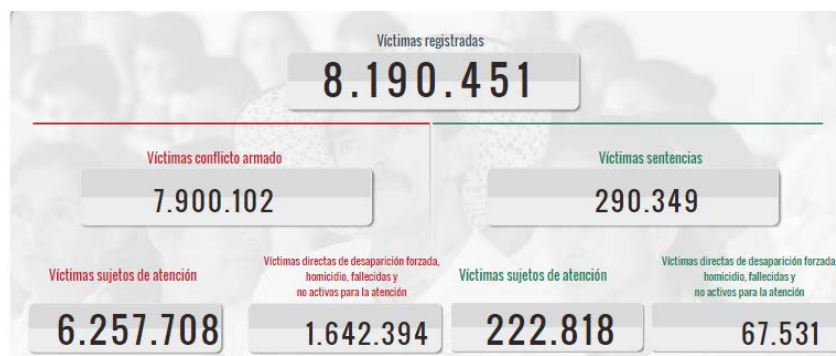 Víctimas registradas
8.190.451
Víctimas conflicto armado
7.900.102
Víctimas sentencias
290.349
Víctimas sujetos de atención
6.257.708
Víctimas directas de desaparición forzada,
homicidio, fallecidas y
no activos para la atención
1.642.394
Víctimas sujetos de atención
222.818
Víctimas directas de desaparición forzada
homicidio, fallecidas y
no activos para la atención
67.531